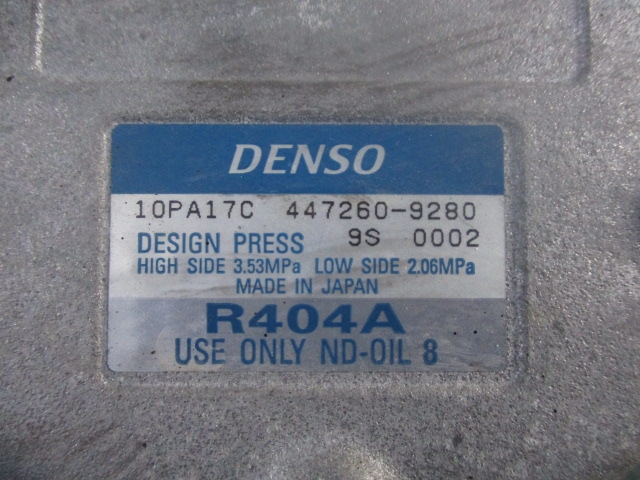 DENSO
10PA17C 447260-9280
DESIGN PRESS 9S 0002
HIGH SIDE 3.53MPa LOW SIDE 2.06MPa
MADE IN JAPAN
R404A
USE ONLY ND-OIL 8